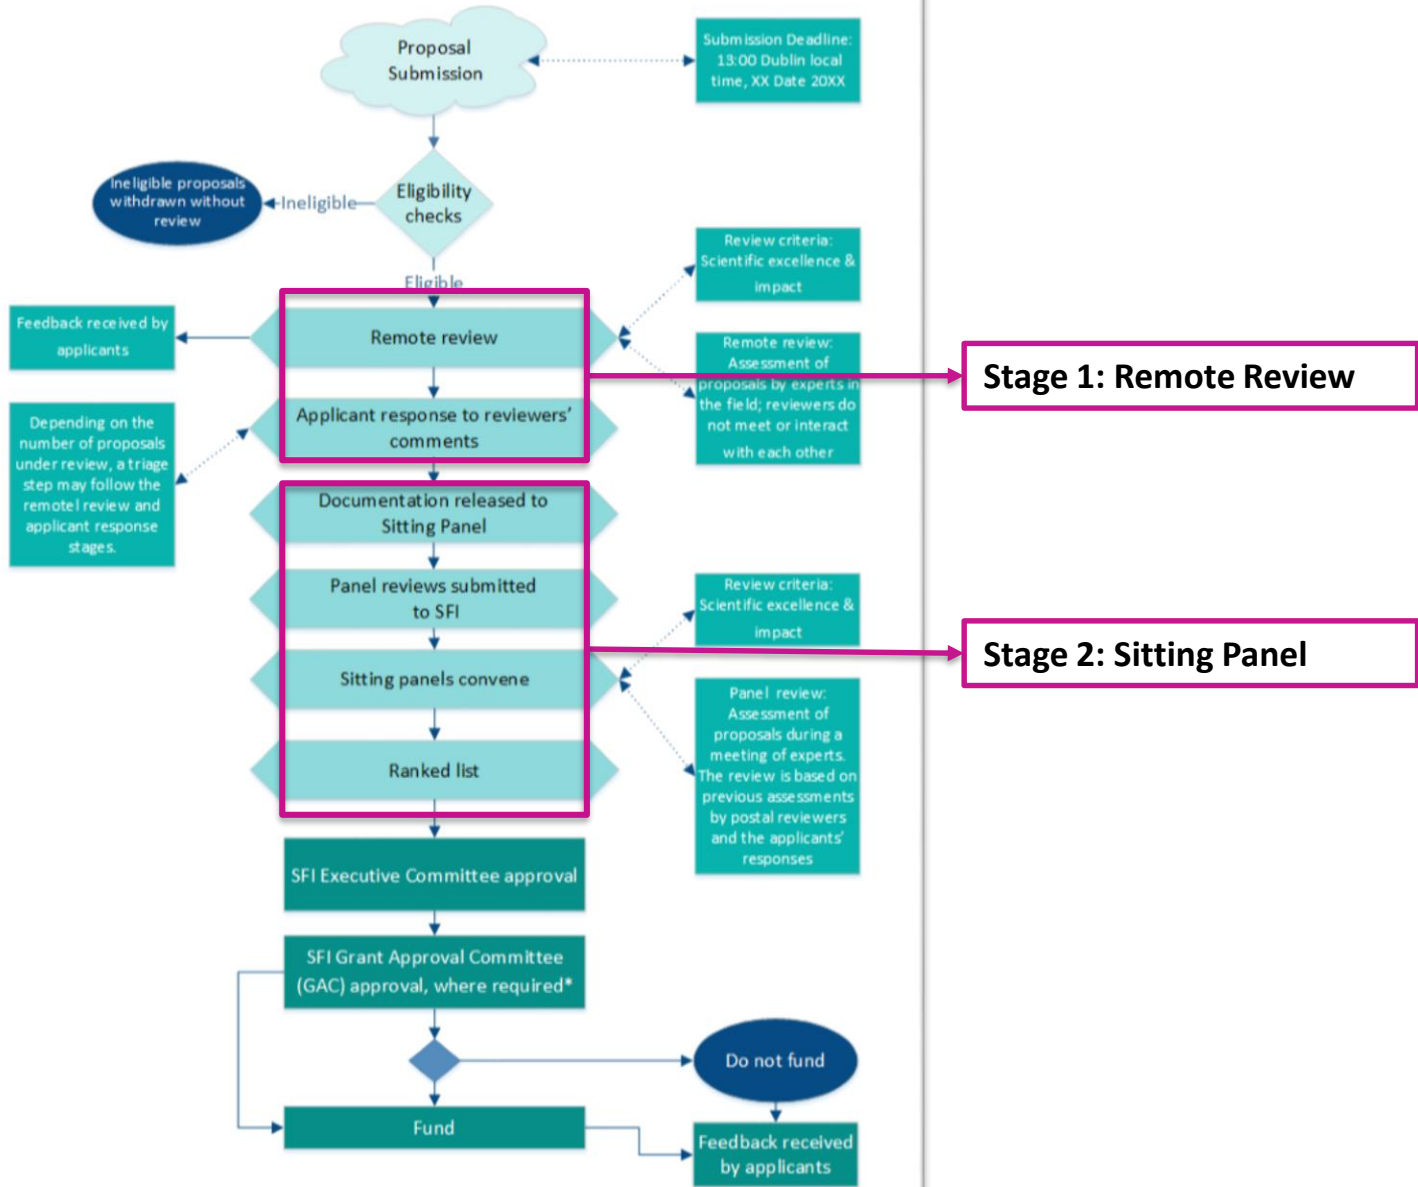 Proposal
Submission
Submission Deadline:
13:00 Dublin local
time, XX Date 20XX
Ineligible proposals
withdrawn without
review
Ineligible
Eligibility
checks
Eligible
Review criteria:
Scientific excellence &
impact
Feedback received by
applicants
Remote review
Remote review:
Assessment of
proposals by experts in
the field; reviewers do
not meet or interact
with each other
Stage 1: Remote Review
Depending on the
number of proposals
under review, a triage
step may follow the
remotel review and
applicant response
stages.
Applicant response to reviewers'
comments
Documentation released to
Sitting Panel
Panel reviews submitted
to SFI
Review criteria:
Scientific excellence &
impact
Stage 2: Sitting Panel
Sitting panels convene
Panel review:
Assessment of
proposals during a
meeting of experts.
The review is based on
previous assessments
by postal reviewers
and the applicants'
responses
Ranked list
SFI Executive Committee approval
SFI Grant Approval Committee
(GAC) approval, where required*
Do not fund
Fund
Feedback received
by applicants